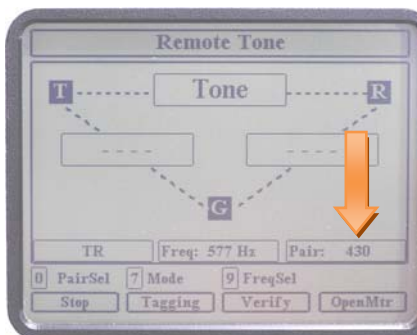 Remote Tone
T Tone R
---- ----
G
TR Freq: 577 Hz Pair: 430
0 PairSel 7 Mode 9 FreqSel
Stop Tagging Verify OpenMtr